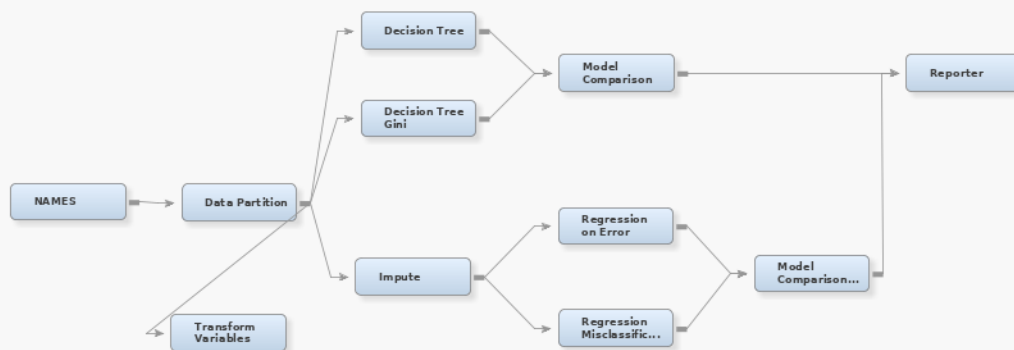 Decision Tree
Model
Comparison
Reporter
Decision Tree
Gini
NAMES
Data Partition
Regression
on Error
Impute
Model
Comparison...
Transform
Variables
Regression
Misclassific...